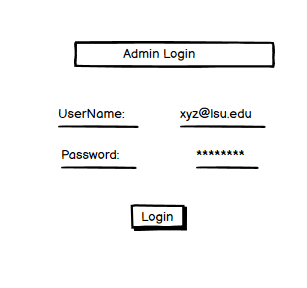 Admin Login
UserName: xyz@lsu.edu
Password: ********
Login